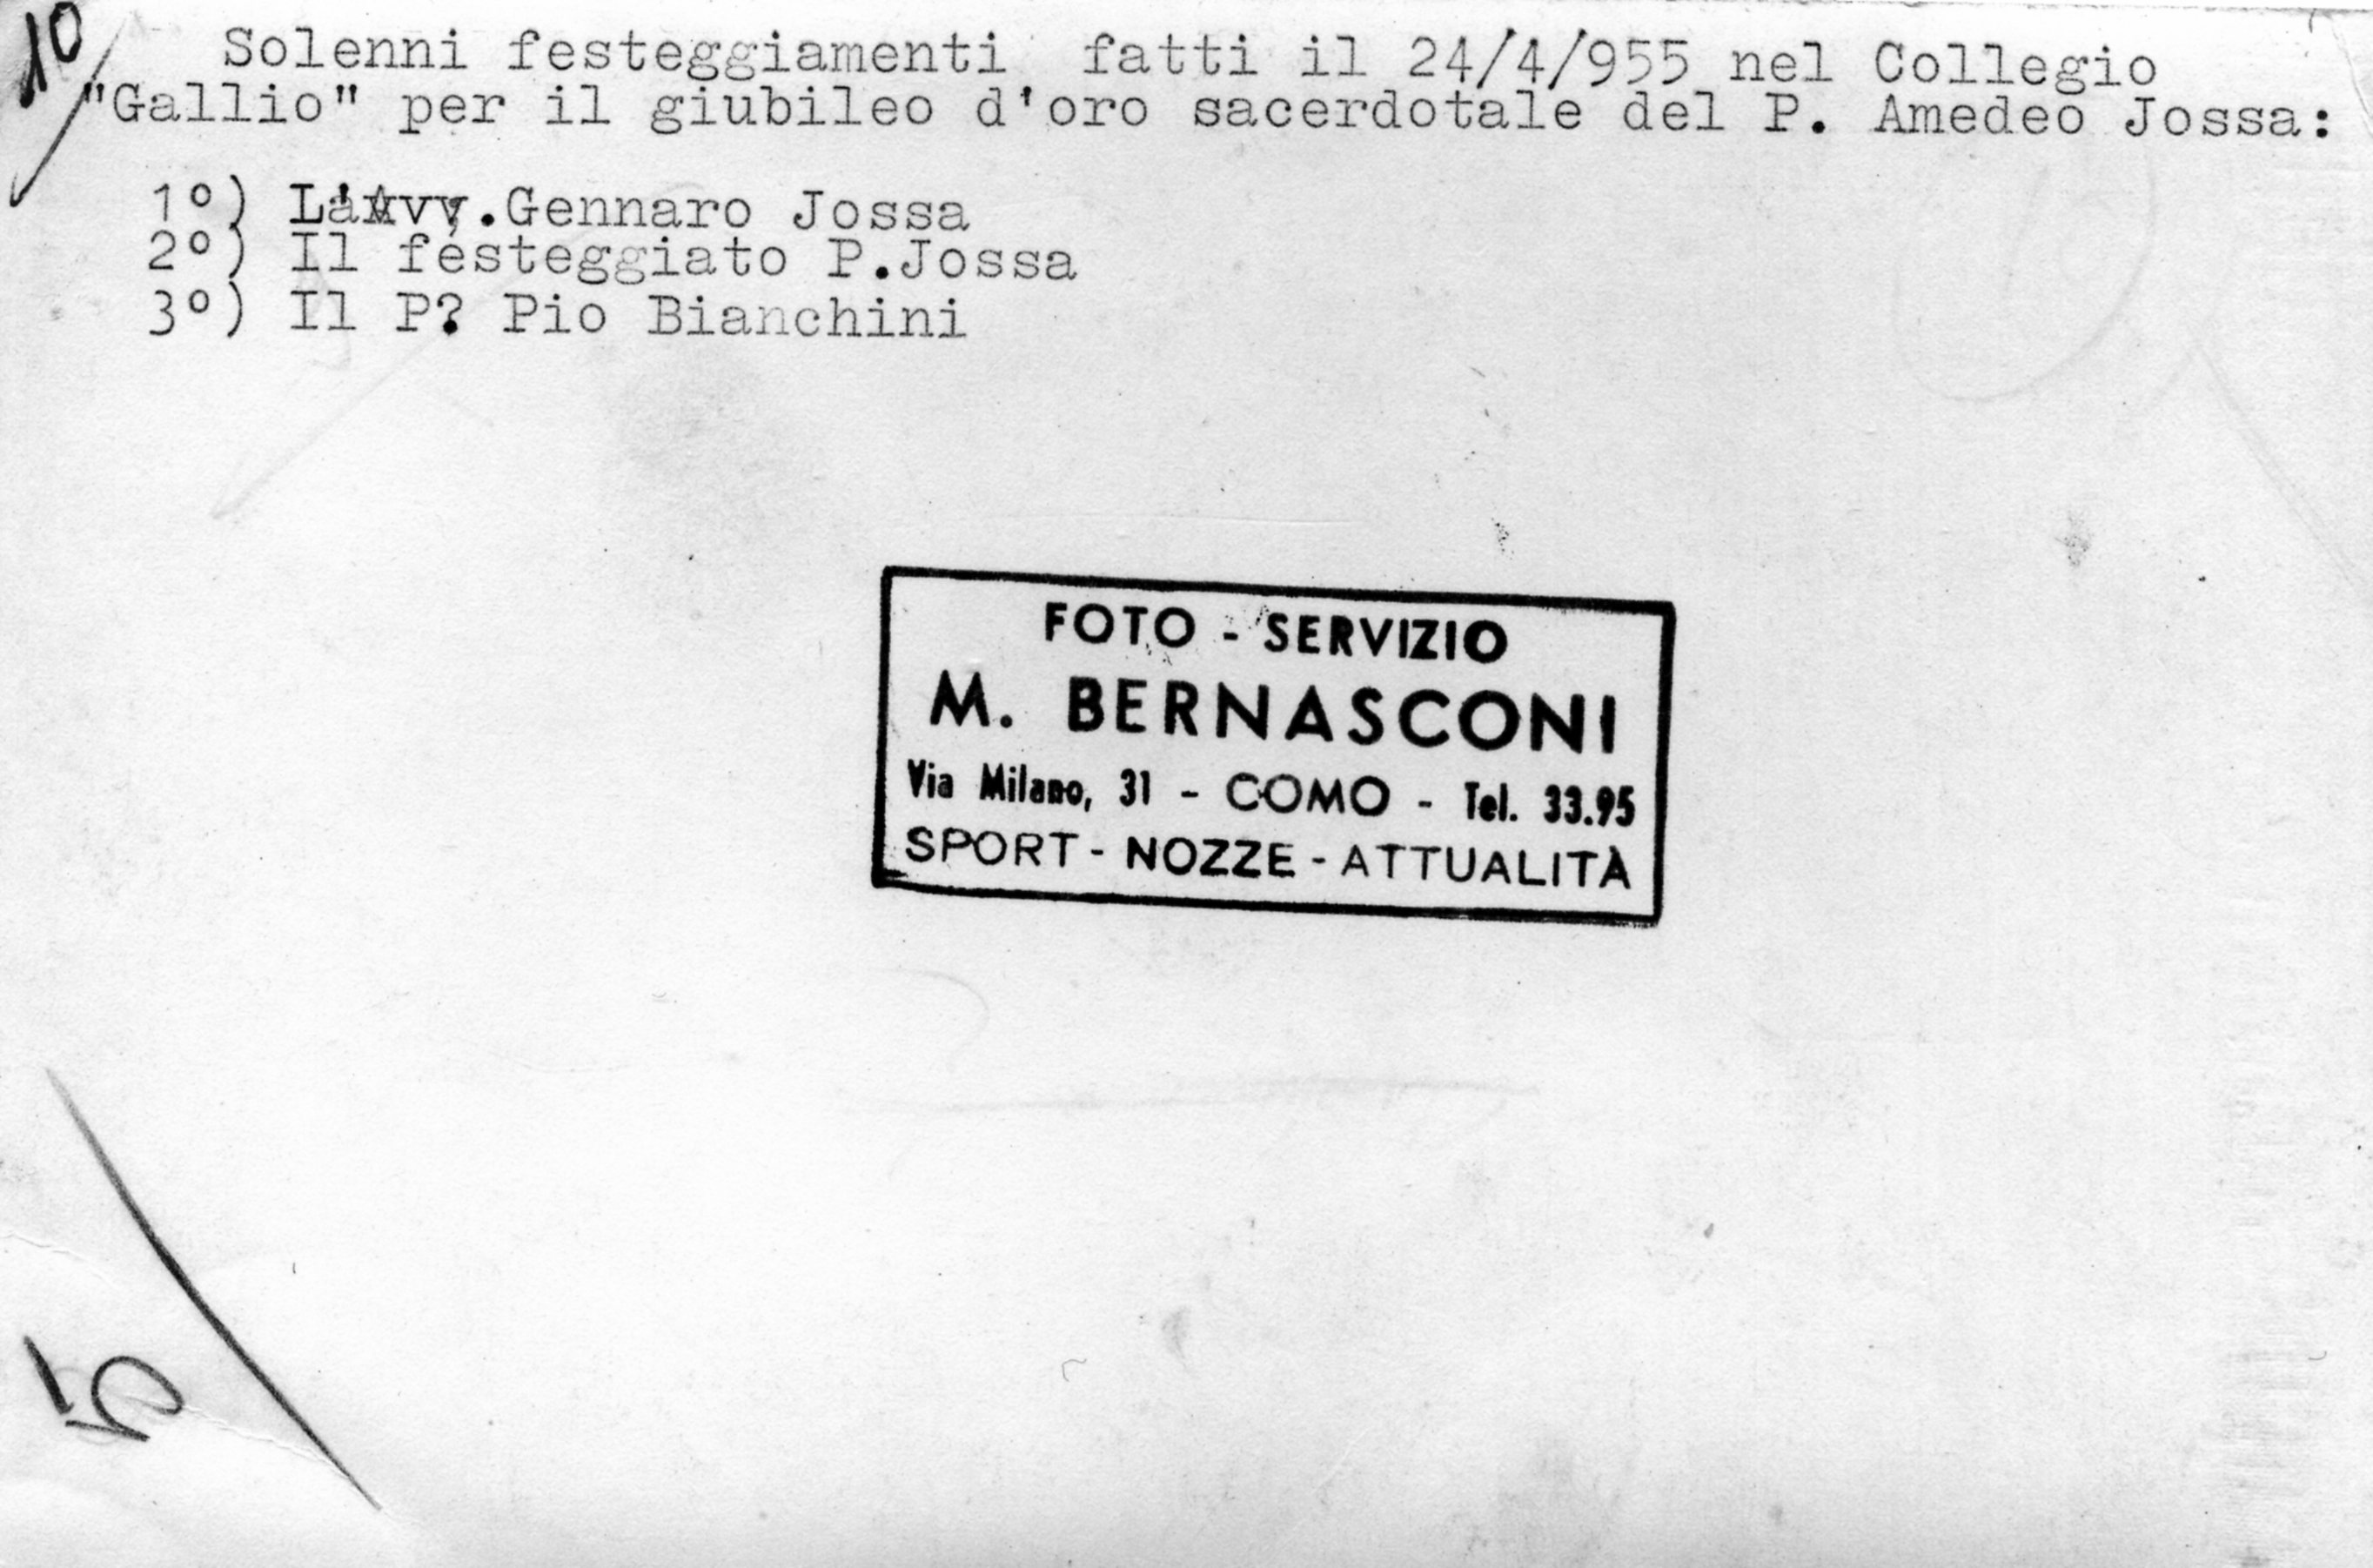 10
Solenni festeggiamenti fatti il 24/4/955 nel Collegio
"Gallio" per il giubileo d'oro sacerdotale del P. Amedeo Jossa:
1°) L'Avv.Gennaro Jossa
2°) Il festeggiato P.Jossa
3°) Il P? Pio Bianchini
FOTO - SERVIZIO
M. BERNASCONI
Via Milano, 31 - COMO - Tel. 33.95
SPORT - NOZZE - ATTUALITÀ